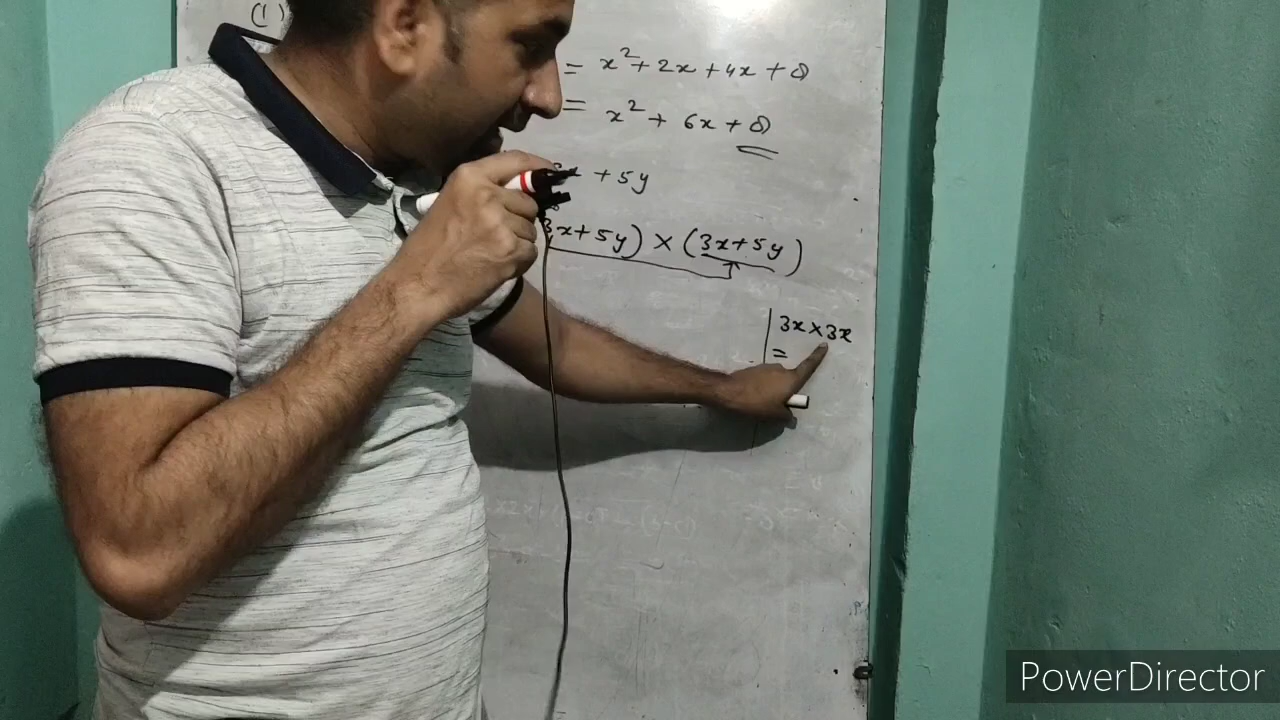 (1)
= x²+2x+4x+8
= x² + 6x+8
x + 5y
3x+5y) × (3x+5y)
3x×3x
=
PowerDirector